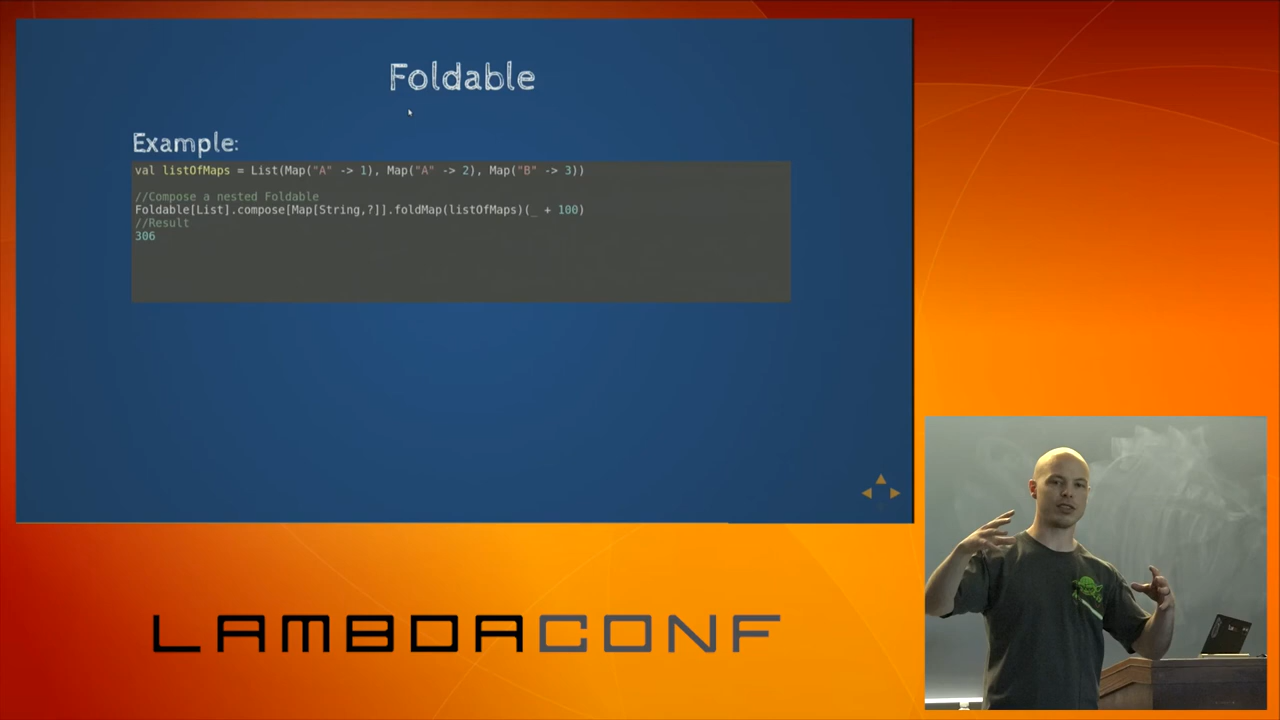 Foldable
Example:
val listOfMaps = List(Map("A" -> 1), Map("A" -> 2), Map("B" -> 3))
//Compose a nested Foldable
Foldable[List].compose[Map[String,?]].foldMap(listOfMaps)(_ + 100)
//Result
306
LAMBDACONF